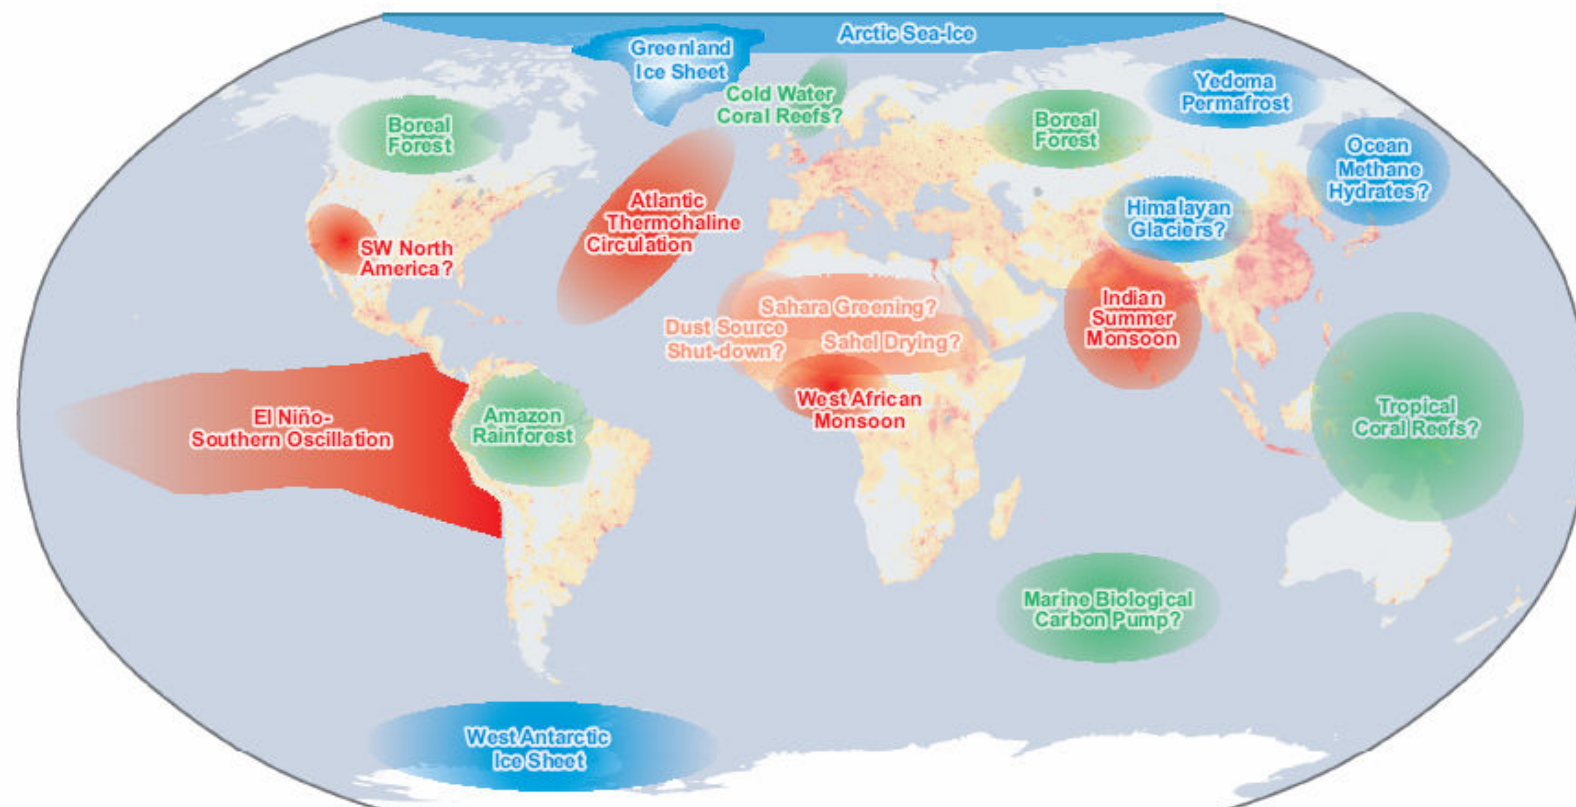 Arctic Sea-Ice
Greenland
Ice Sheet
Cold Water
Coral Reefs?
Yedoma
Permafrost
Boreal
Forest
Boreal
Forest
Ocean
Methane
Hydrates?
Atlantic
Thermohaline
Circulation
Himalayan
Glaciers?
SW North
America?
Sahara Greening?
Dust Source
Shut-down?
Sahel Drying?
Indian
Summer
Monsoon
West African
Monsoon
El Niño-
Southern Oscillation
Amazon
Rainforest
Tropical
Coral Reefs?
Marine Biological
Carbon Pump?
West Antarctic
Ice Sheet